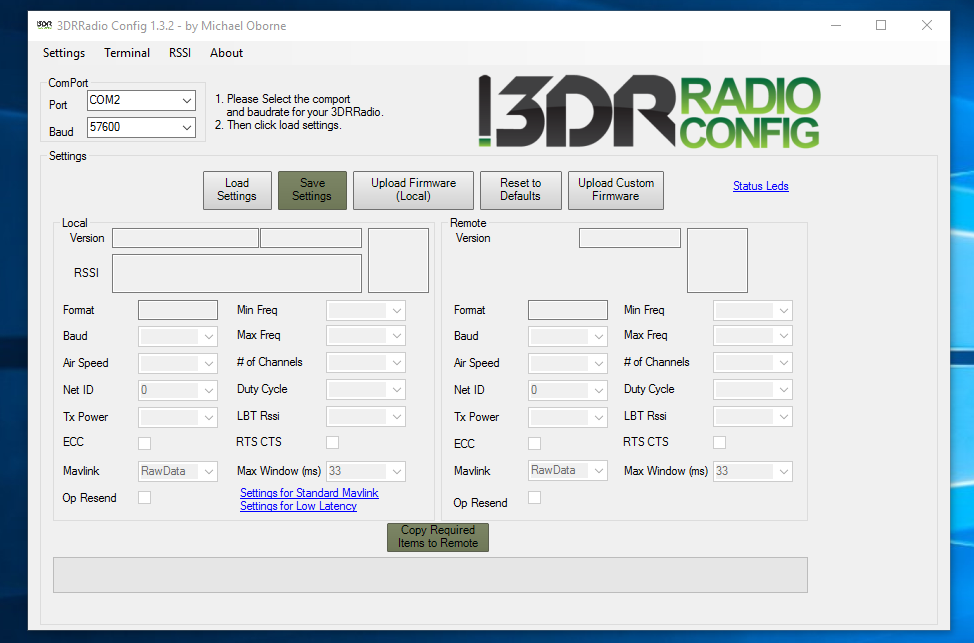 3DRRadio Config 1.3.2 - by Michael Oborne
Settings Terminal RSSI About
ComPort
Port COM2
Baud 57600
1. Please Select the comport
and baudrate for your 3DRRadio.
2. Then click load settings.
!3DR RADIO CONFIG
Settings
Load Settings
Save Settings
Upload Firmware (Local)
Reset to Defaults
Upload Custom Firmware
Status Leds
Local
Version
RSSI
Format Min Freq
Baud Max Freq
Air Speed # of Channels
Net ID 0 Duty Cycle
Tx Power LBT Rssi
ECC RTS CTS
Mavlink RawData Max Window (ms) 33
Op Resend
Settings for Standard Mavlink
Settings for Low Latency
Remote
Version
Format Min Freq
Baud Max Freq
Air Speed # of Channels
Net ID 0 Duty Cycle
Tx Power LBT Rssi
ECC RTS CTS
Mavlink RawData Max Window (ms) 33
Op Resend
Copy Required
Items to Remote